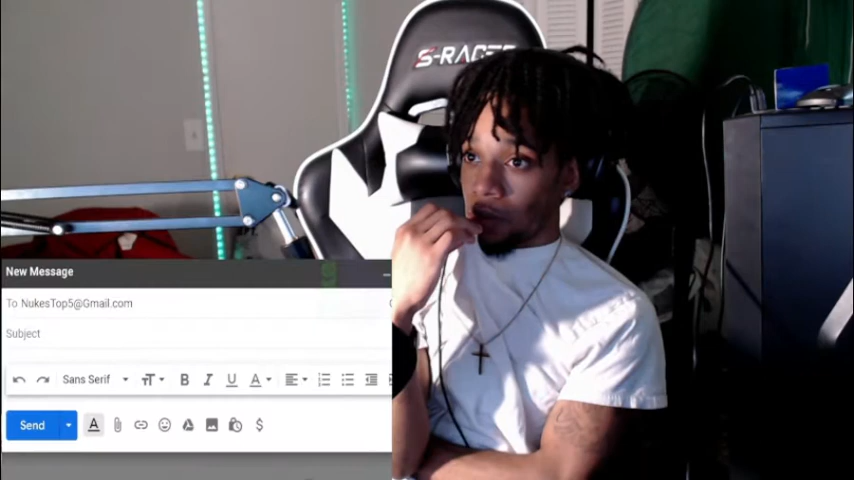 S-RACER
New Message
To NukesTop5@Gmail.com
Subject
Sans Serif
B I U A
Send A